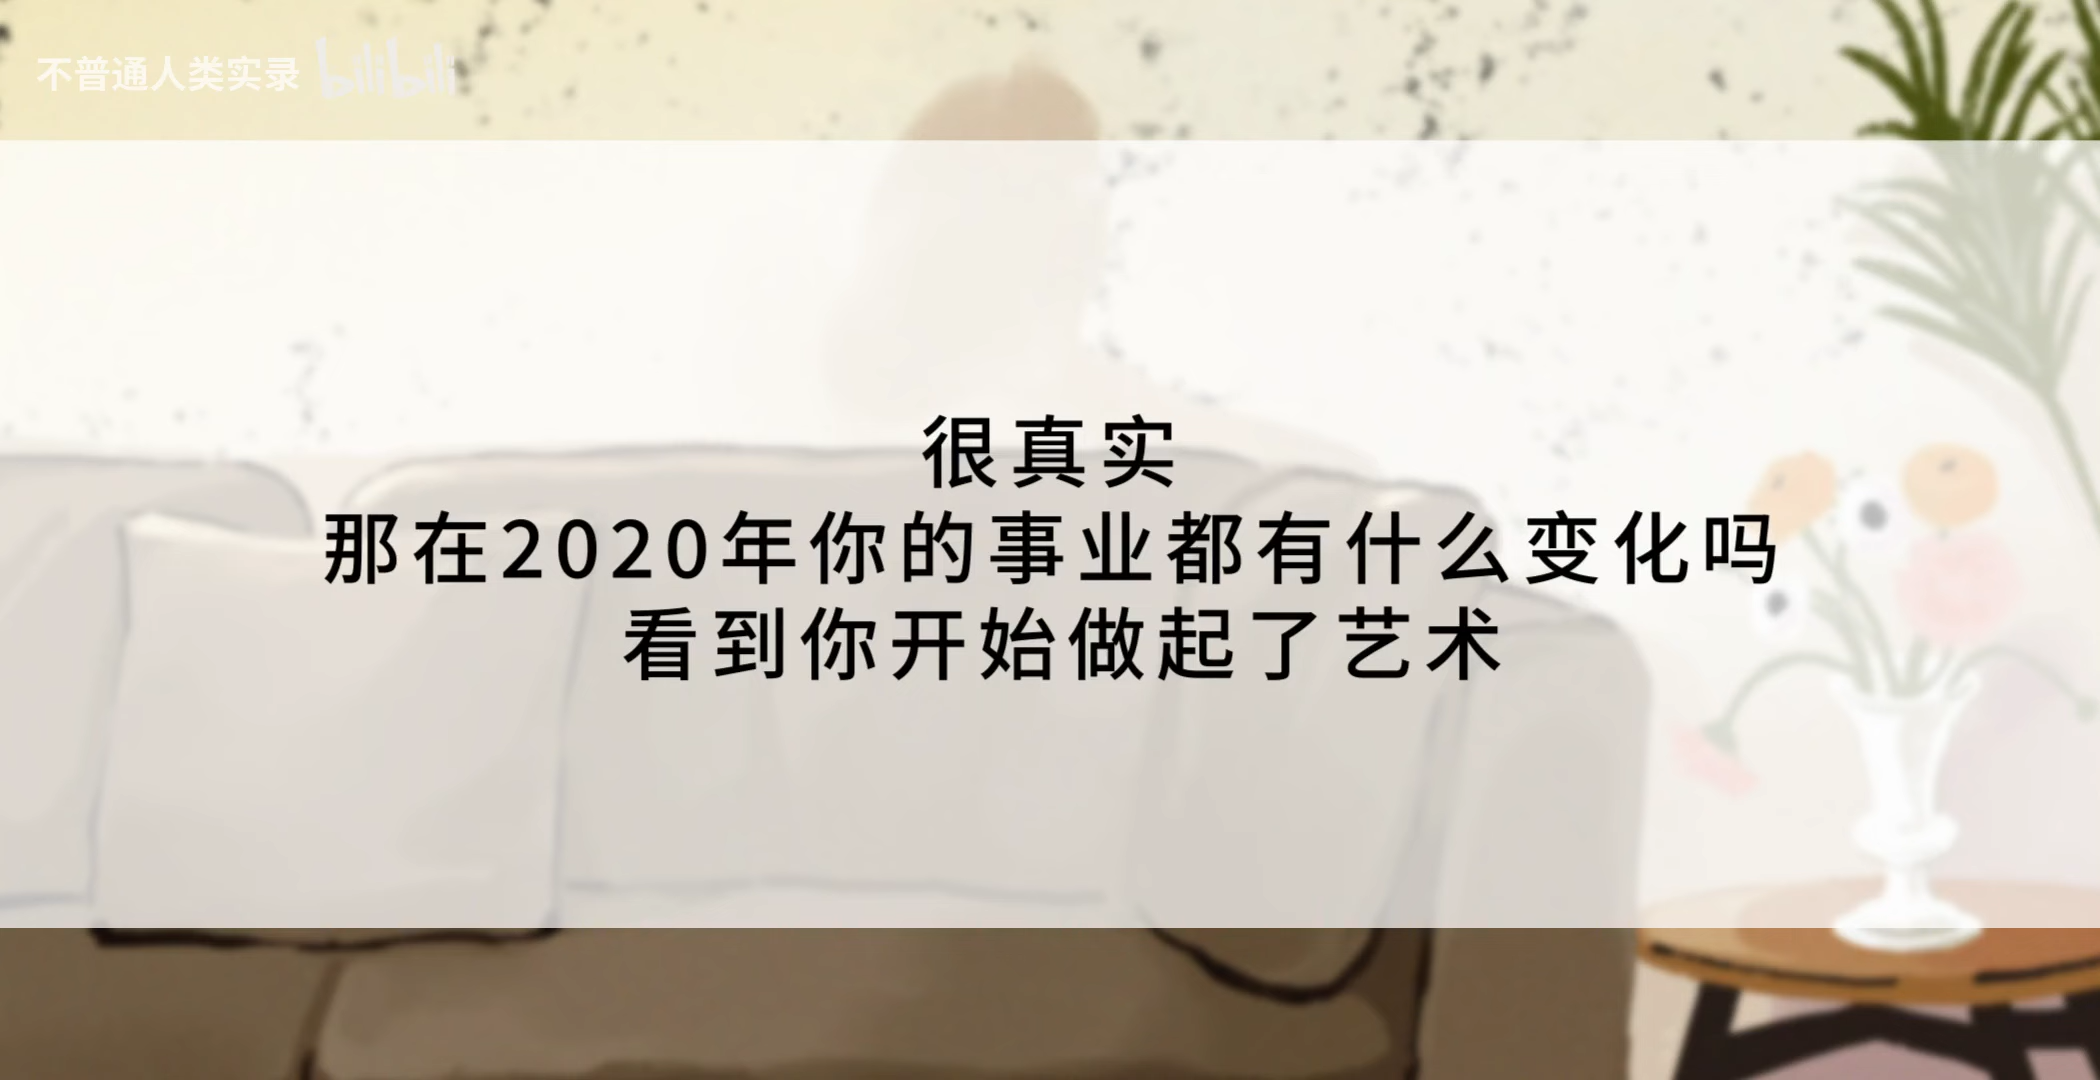 不普通人类实录 bilibili
很真实
那在2020年你的事业都有什么变化吗
看到你开始做起了艺术